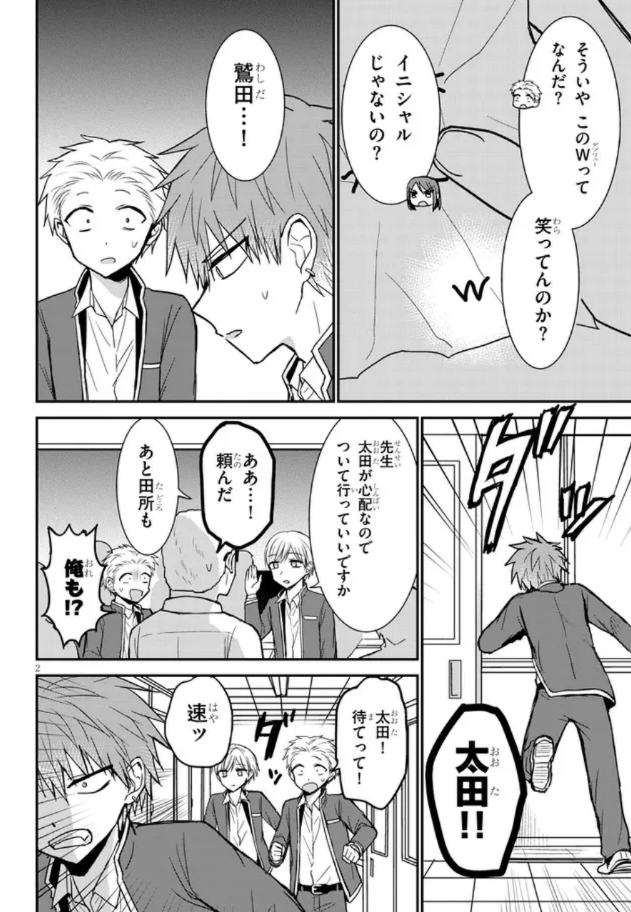 そういや このWって
なんだ?
笑ってんのか?
イニシャル
じゃないの?
W
鷲田…!
ダッ
太田!!
先生
太田が心配なので
ついて行っていいですか
ああ…!
頼んだ
あと田所も
俺も!?
2
ダダ
太田!
待てって!
速ッ